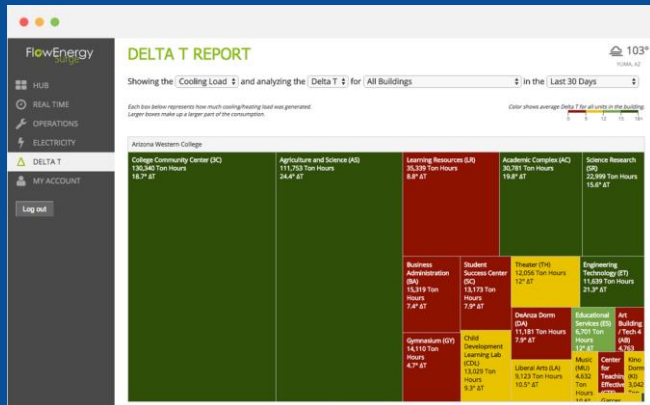 FlowEnergy
Surge
HUB
REAL TIME
OPERATIONS
ELECTRICITY
DELTA T
MY ACCOUNT
Log out
DELTA T REPORT
103°
YUMA, AZ
Showing the Cooling Load and analyzing the Delta T for All Buildings in the Last 30 Days
Each box below represents how much cooling/heating load was generated.
Larger boxes make up a larger part of the consumption.
Color shows average Delta T for all units in the building.
Arizona Western College
College Community Center (3C)
130,340 Ton Hours
18.7° ΔT
Agriculture and Science (AS)
111,753 Ton Hours
24.4° ΔT
Learning Resources (LR)
35,339 Ton Hours
8.8° ΔT
Academic Complex (AC)
30,781 Ton Hours
19.8° ΔT
Science Research
(SR)
22,999 Ton Hours
15.6° ΔT
Business
Administration
(BA)
15,319 Ton
Hours
7.4° ΔT
Student
Success Center
(SC)
13,173 Ton
Hours
7.9° ΔT
Theater (TH)
12,056 Ton Hours
12° ΔT
Engineering
Technology (ET)
11,639 Ton Hours
21.3° ΔT
Gymnasium (GY)
14,110 Ton
Hours
4.7° ΔT
Child
Development
Learning Lab
(CDL)
13,029 Ton
Hours
9.3° ΔT
DeAnza Dorm
(DA)
11,181 Ton Hours
7.9° ΔT
Liberal Arts (LA)
9,123 Ton Hours
10.5° ΔT
Educational
Services (ES)
6,701 Ton
Hours
12° ΔT
Art
Building
/ Tech 4
(AB)
4,763
Music
(MU)
4,632
Ton
Hours
Center
for
Teaching
Effective
Kino
Dorm
(KI)
3,042